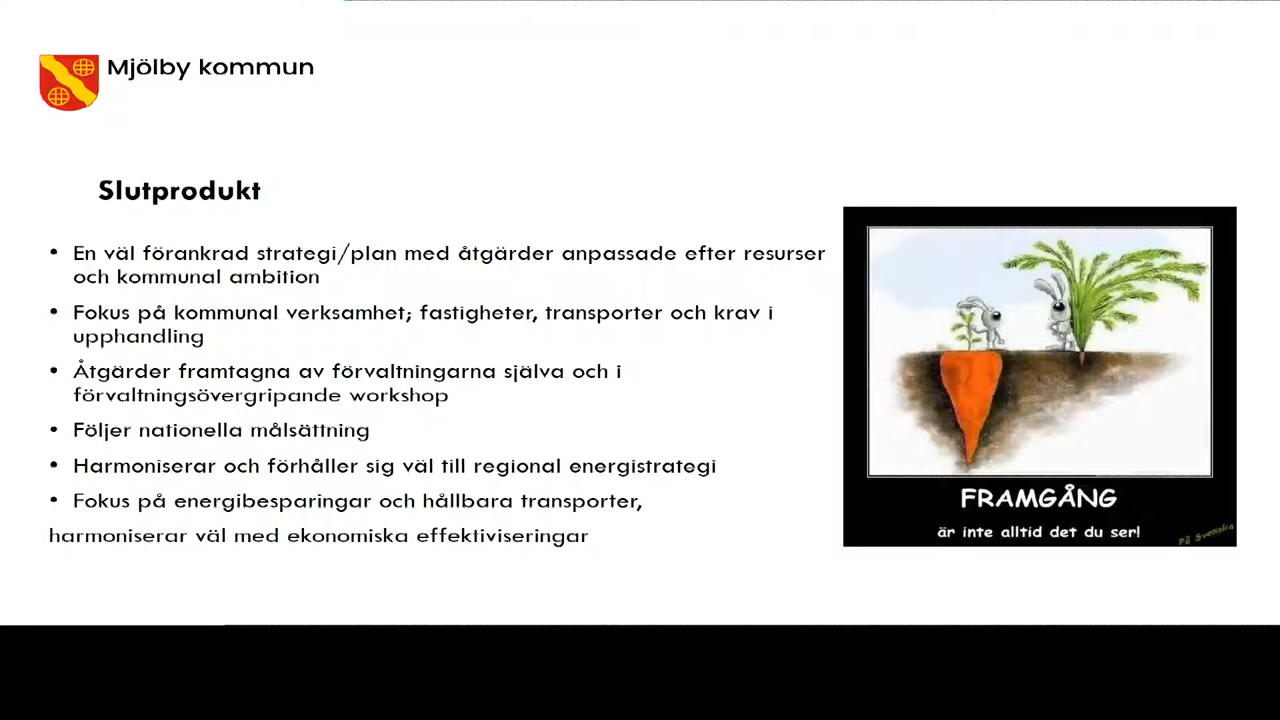 Mjölby kommun
Slutprodukt
• En väl förankrad strategi/plan med åtgärder anpassade efter resurser
och kommunal ambition
• Fokus på kommunal verksamhet; fastigheter, transporter och krav i
upphandling
• Åtgärder framtagna av förvaltningarna själva och i
förvaltningsövergripande workshop
• Följer nationella målsättning
• Harmoniserar och förhåller sig väl till regional energistrategi
• Fokus på energibesparingar och hållbara transporter,
harmoniserar väl med ekonomiska effektiviseringar
FRAMGÅNG
är inte alltid det du ser!
På Svenska